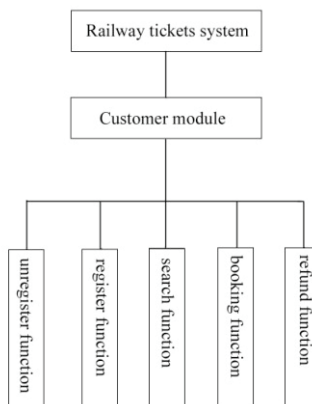 Railway tickets system
Customer module
unregister function
register function
search function
booking function
refund function